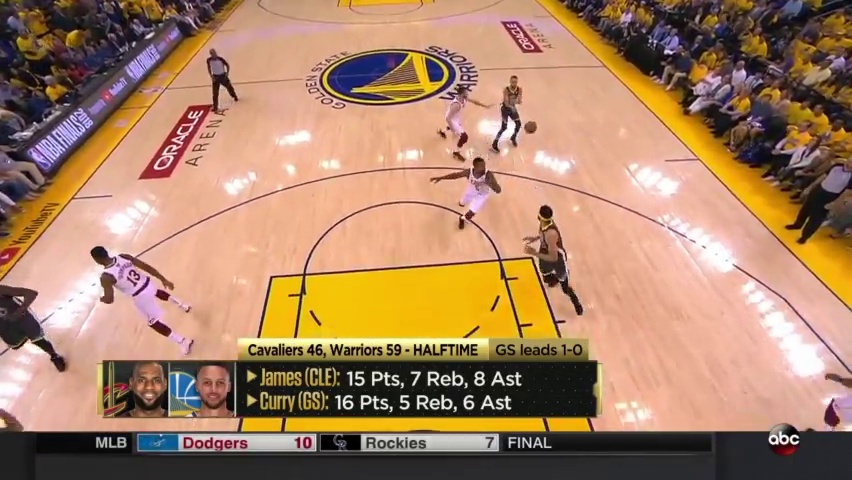 ORACLE
ARENA
GOLDEN STATE
WARRIORS
ORACLE
ARENA
NBA FINALS
YouTubeTV
13
Cavaliers 46, Warriors 59 - HALFTIME GS leads 1-0
James (CLE): 15 Pts, 7 Reb, 8 Ast
Curry (GS): 16 Pts, 5 Reb, 6 Ast
MLB Dodgers 10 Rockies 7 FINAL
abc